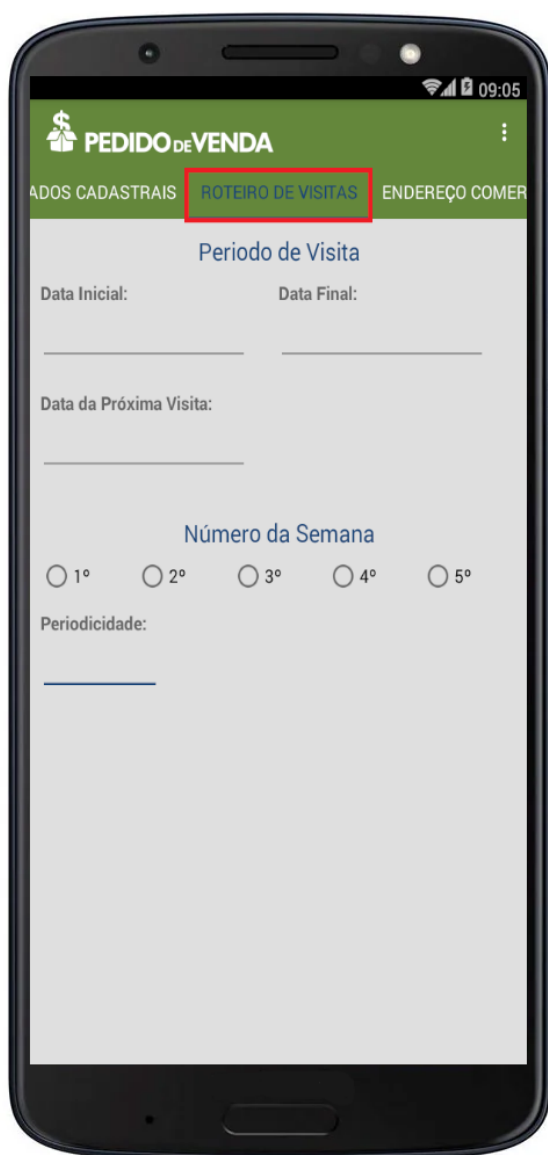 09:05
PEDIDO DE VENDA
ADOS CADASTRAIS ROTEIRO DE VISITAS ENDEREÇO COMER
Periodo de Visita
Data Inicial: Data Final:
Data da Próxima Visita:
Número da Semana
1º 2º 3º 4º 5º
Periodicidade: